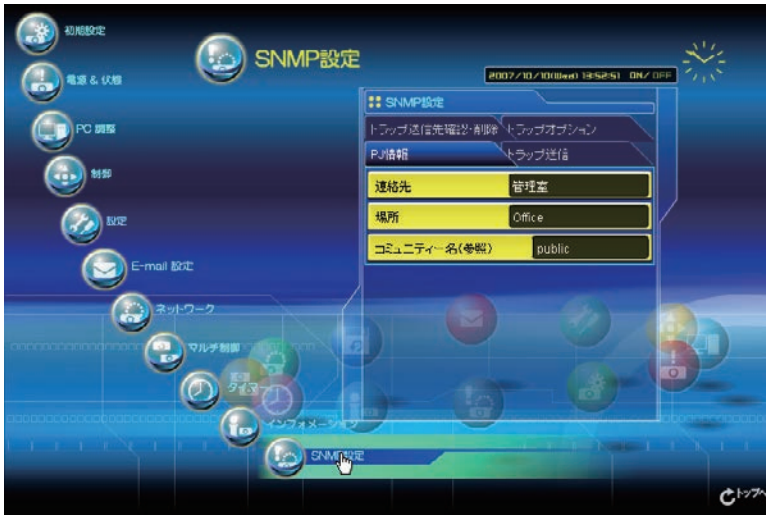 初期設定
電源 & 状態
PC 調整
制御
設定
E-mail 設定
ネットワーク
マルチ制御
タイマー
インフォメーション
SNMP設定
SNMP設定
2007/10/10(Wed) 13:52:51 ON/OFF
SNMP設定
トラップ送信先確認・削除 トラップオプション
PJ情報 トラップ送信
連絡先 管理室
場所 Office
コミュニティー名(参照) public
トップへ